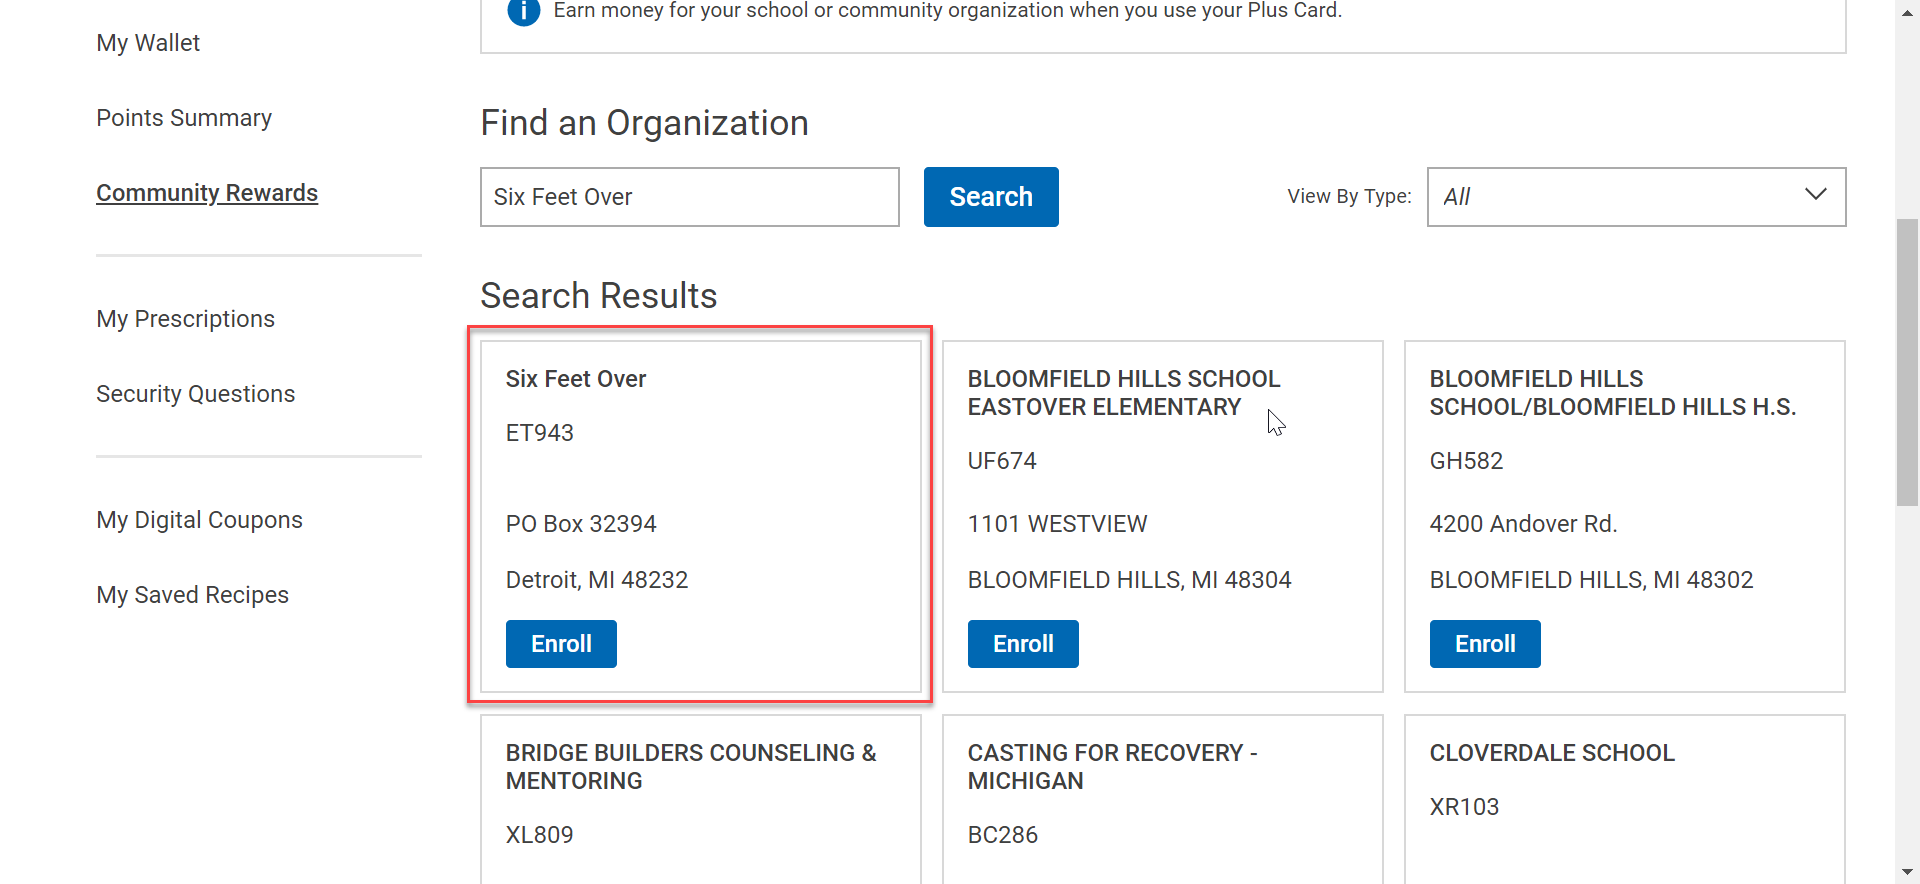 Earn money for your school or community organization when you use your Plus Card.
My Wallet
Points Summary
Community Rewards
My Prescriptions
Security Questions
My Digital Coupons
My Saved Recipes
Find an Organization
Six Feet Over
Search
View By Type:
All
Search Results
Six Feet Over
ET943
PO Box 32394
Detroit, MI 48232
Enroll
BLOOMFIELD HILLS SCHOOL
EASTOVER ELEMENTARY
UF674
1101 WESTVIEW
BLOOMFIELD HILLS, MI 48304
Enroll
BLOOMFIELD HILLS
SCHOOL/BLOOMFIELD HILLS H.S.
GH582
4200 Andover Rd.
BLOOMFIELD HILLS, MI 48302
Enroll
BRIDGE BUILDERS COUNSELING &
MENTORING
XL809
CASTING FOR RECOVERY -
MICHIGAN
BC286
CLOVERDALE SCHOOL
XR103